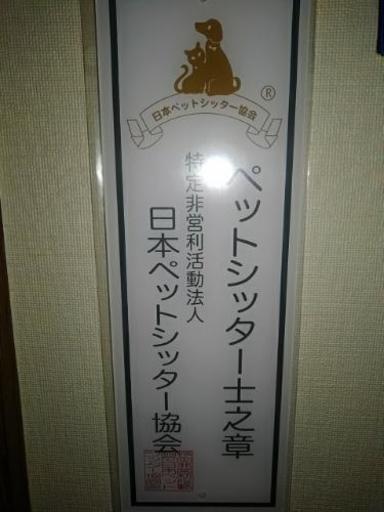 日本ペットシッター協会
®
ペットシッター士之章
特定非営利活動法人
日本ペットシッター協会